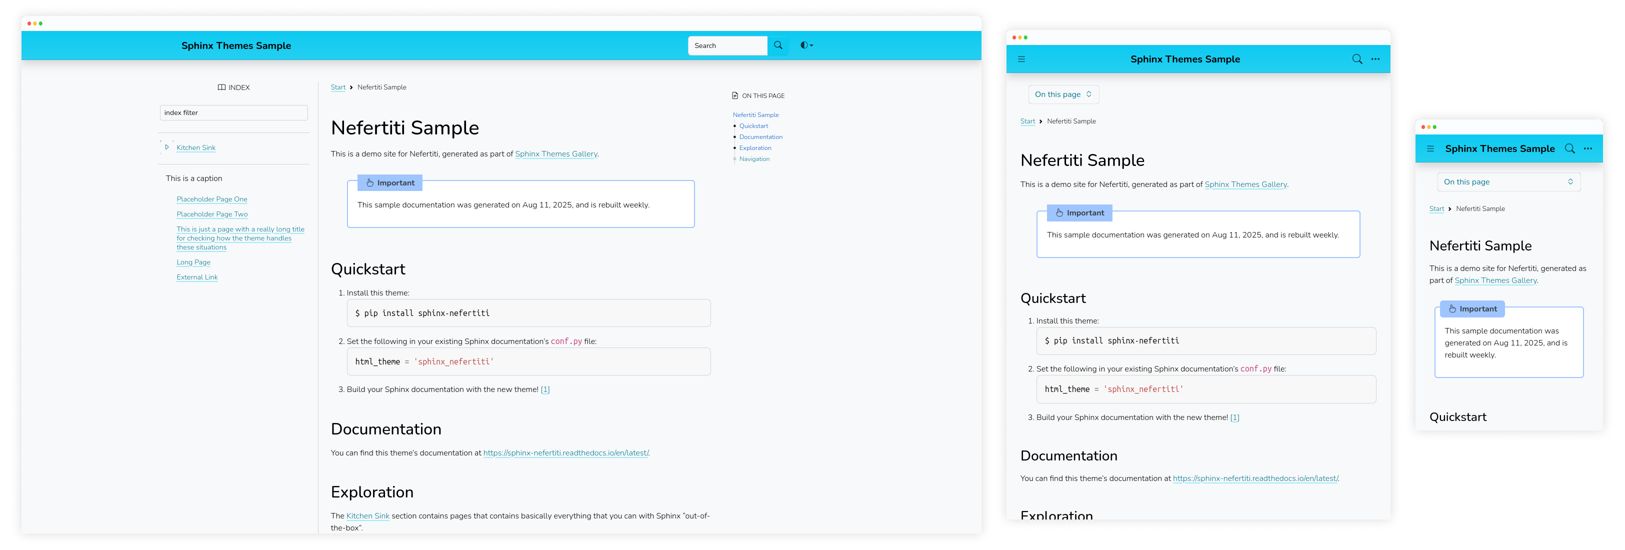 Sphinx Themes Sample
Search
INDEX
index filter
Kitchen Sink
This is a caption
Placeholder Page One
Placeholder Page Two
This is just a page with a really long title
for checking how the theme handles
these situations
Long Page
External Link
Start Nefertiti Sample
Nefertiti Sample
This is a demo site for Nefertiti, generated as part of Sphinx Themes Gallery.
Important
This sample documentation was generated on Aug 11, 2025, and is rebuilt weekly.
Quickstart
1. Install this theme:
$ pip install sphinx-nefertiti
2. Set the following in your existing Sphinx documentation's conf.py file:
html_theme = 'sphinx_nefertiti'
3. Build your Sphinx documentation with the new theme! [1]
Documentation
You can find this theme's documentation at https://sphinx-nefertiti.readthedocs.io/en/latest/.
Exploration
The Kitchen Sink section contains pages that contains basically everything that you can with Sphinx "out-of-
the-box".
ON THIS PAGE
Nefertiti Sample
Quickstart
Documentation
Exploration
Navigation
Sphinx Themes Sample
On this page
Start Nefertiti Sample
Nefertiti Sample
This is a demo site for Nefertiti, generated as part of Sphinx Themes Gallery.
Important
This sample documentation was generated on Aug 11, 2025, and is rebuilt weekly.
Quickstart
1. Install this theme:
$ pip install sphinx-nefertiti
2. Set the following in your existing Sphinx documentation's conf.py file:
html_theme = 'sphinx_nefertiti'
3. Build your Sphinx documentation with the new theme! [1]
Documentation
You can find this theme's documentation at https://sphinx-nefertiti.readthedocs.io/en/latest/.
Exploration
Sphinx Themes Sample
On this page
Start Nefertiti Sample
Nefertiti Sample
This is a demo site for Nefertiti, generated as
part of Sphinx Themes Gallery.
Important
This sample documentation was
generated on Aug 11, 2025, and is
rebuilt weekly.
Quickstart